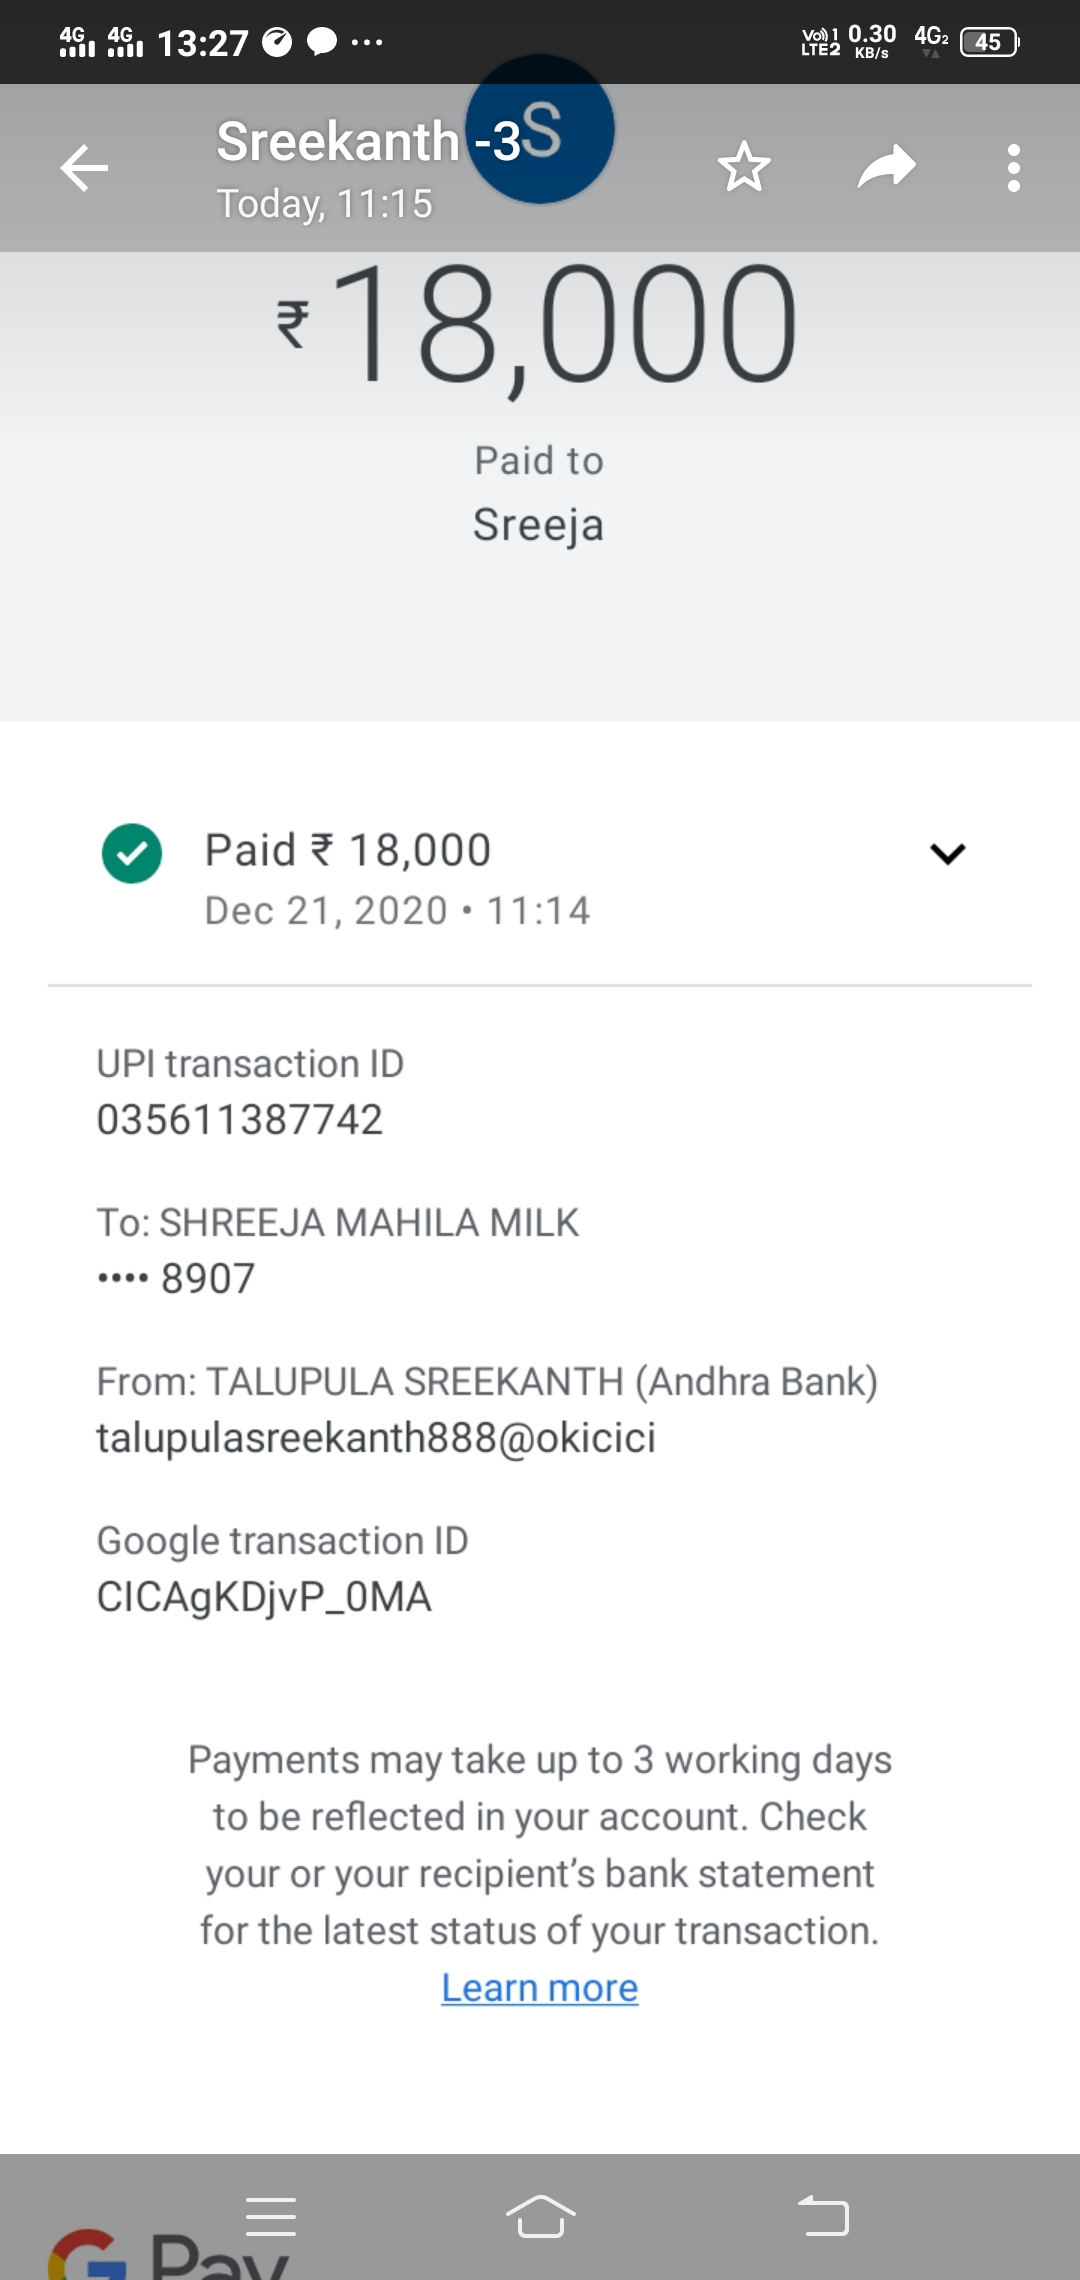 4G 4G 13:27 ... Vo)) 1 LTE2 0.30 KB/s 4G2 45
Sreekanth -3
S
Today, 11:15
₹18,000
Paid to
Sreeja
Paid ₹ 18,000
Dec 21, 2020 • 11:14
UPI transaction ID
035611387742
To: SHREEJA MAHILA MILK
•••• 8907
From: TALUPULA SREEKANTH (Andhra Bank)
talupulasreekanth888@okicici
Google transaction ID
CICAgKDjvP_0MA
Payments may take up to 3 working days
to be reflected in your account. Check
your or your recipient’s bank statement
for the latest status of your transaction.
Learn more
G Pay